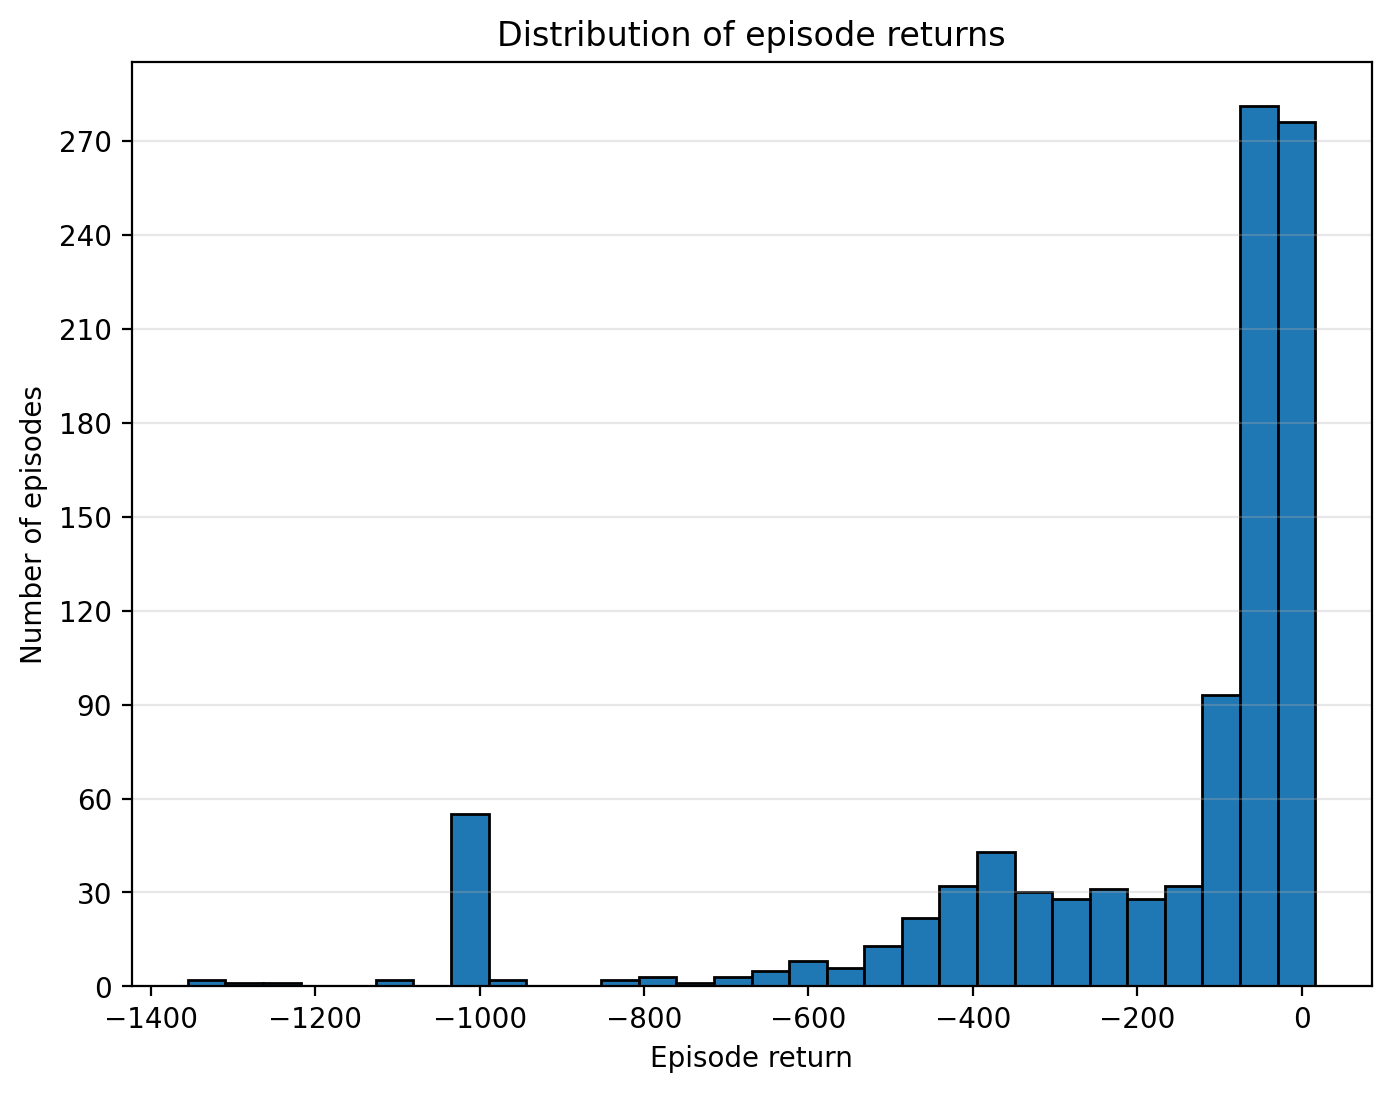 Distribution of episode returns
270
240
210
180
150
120
90
60
30
0
Number of episodes
−1400 −1200 −1000 −800 −600 −400 −200 0
Episode return